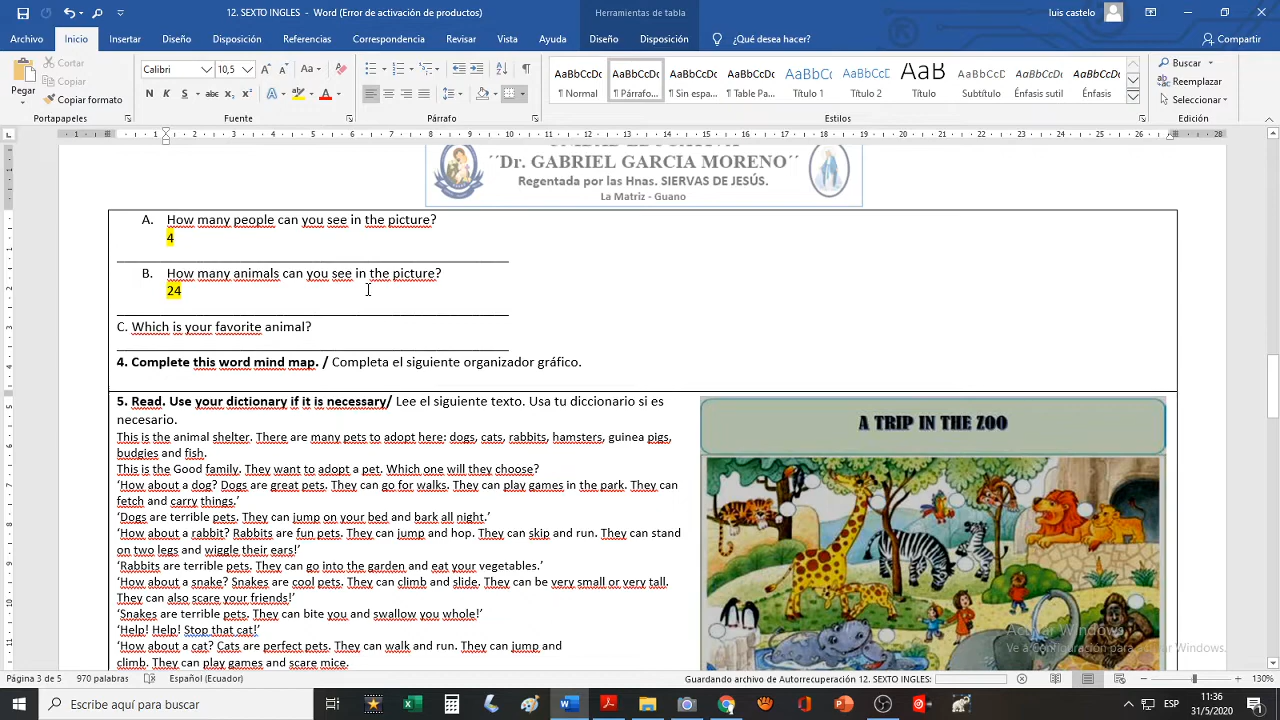 12. SEXTO INGLES - Word (Error de activación de productos)
Herramientas de tabla
luis castelo
Archivo Inicio Insertar Diseño Disposición Referencias Correspondencia Revisar Vista Ayuda Diseño Disposición ¿Qué desea hacer? Compartir
Pegar
Cortar
Copiar
Copiar formato
Calibri 10,5
N K S
AaBbCcDc AaBbCcDc AaBbCcDc AaBbCcDc AaBbCc AaBbCcD AaB AaBbCcD AaBbCcDc AaBbCcDc
¶ Normal ¶ Párrafo... ¶ Sin espa... ¶ Table Pa... Título 1 Título 2 Título Subtítulo Énfasis sutil Énfasis
Buscar
Reemplazar
Seleccionar
Portapapeles Fuente Párrafo Estilos Edición
UNIDAD EDUCATIVA
´´Dr. GABRIEL GARCIA MORENO´´
Regentada por las Hnas. SIERVAS DE JESÚS.
La Matriz - Guano
A. How many people can you see in the picture?
4
B. How many animals can you see in the picture?
24
C. Which is your favorite animal?
4. Complete this word mind map. / Completa el siguiente organizador gráfico.
5. Read. Use your dictionary if it is necessary/ Lee el siguiente texto. Usa tu diccionario si es
necesario.
This is the animal shelter. There are many pets to adopt here: dogs, cats, rabbits, hamsters, guinea pigs,
budgies and fish.
This is the Good family. They want to adopt a pet. Which one will they choose?
‘How about a dog? Dogs are great pets. They can go for walks. They can play games in the park. They can
fetch and carry things.’
‘Dogs are terrible pets. They can jump on your bed and bark all night.’
‘How about a rabbit? Rabbits are fun pets. They can jump and hop. They can skip and run. They can stand
on two legs and wiggle their ears!’
‘Rabbits are terrible pets. They can go into the garden and eat your vegetables.’
‘How about a snake? Snakes are cool pets. They can climb and slide. They can be very small or very tall.
They can also scare your friends!’
‘Snakes are terrible pets. They can bite you and swallow you whole!’
‘Help! Help! Stop that cat!’
‘How about a cat? Cats are perfect pets. They can walk and run. They can jump and
climb. They can play games and scare mice.
A TRIP IN THE ZOO
Activar Windows
Ve a Configuración para activar Windows.
Página 3 de 5 970 palabras Español (Ecuador) Guardando archivo de Autorrecuperación 12. SEXTO INGLES: 130%
Escribe aquí para buscar
ESP
11:36
31/5/2020